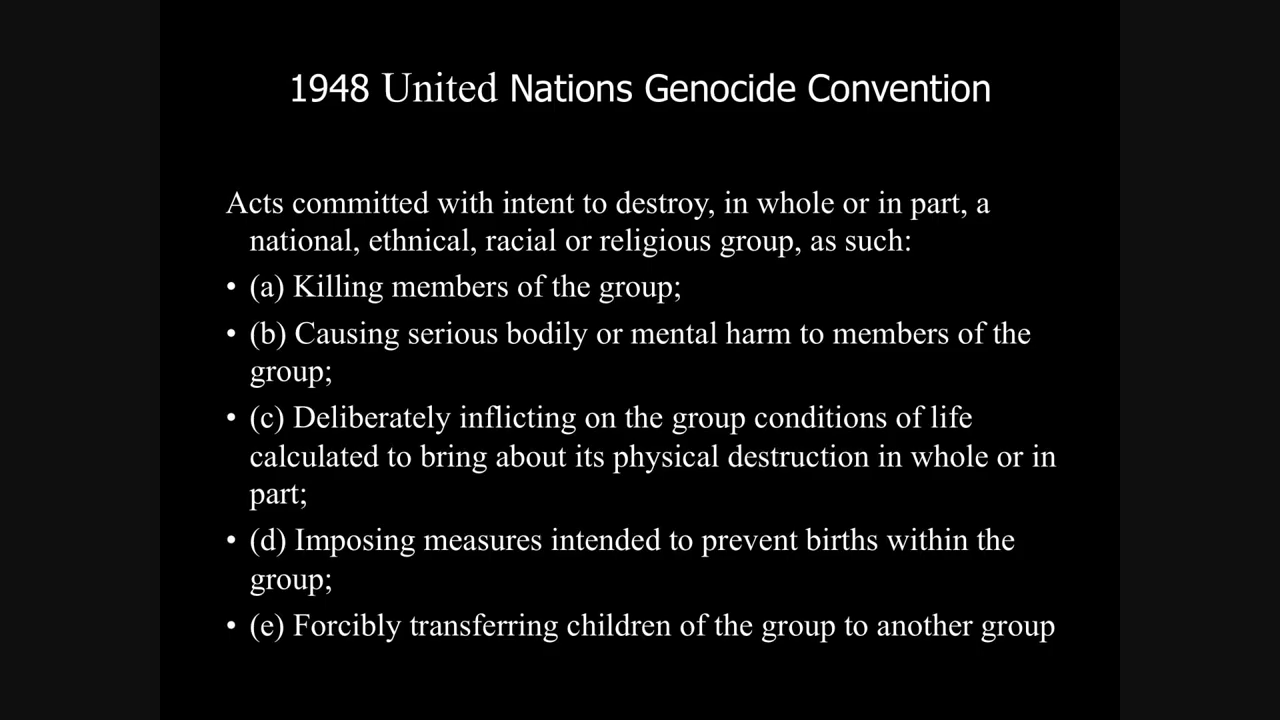 1948 United Nations Genocide Convention
Acts committed with intent to destroy, in whole or in part, a
national, ethnical, racial or religious group, as such:
• (a) Killing members of the group;
• (b) Causing serious bodily or mental harm to members of the
group;
• (c) Deliberately inflicting on the group conditions of life
calculated to bring about its physical destruction in whole or in
part;
• (d) Imposing measures intended to prevent births within the
group;
• (e) Forcibly transferring children of the group to another group